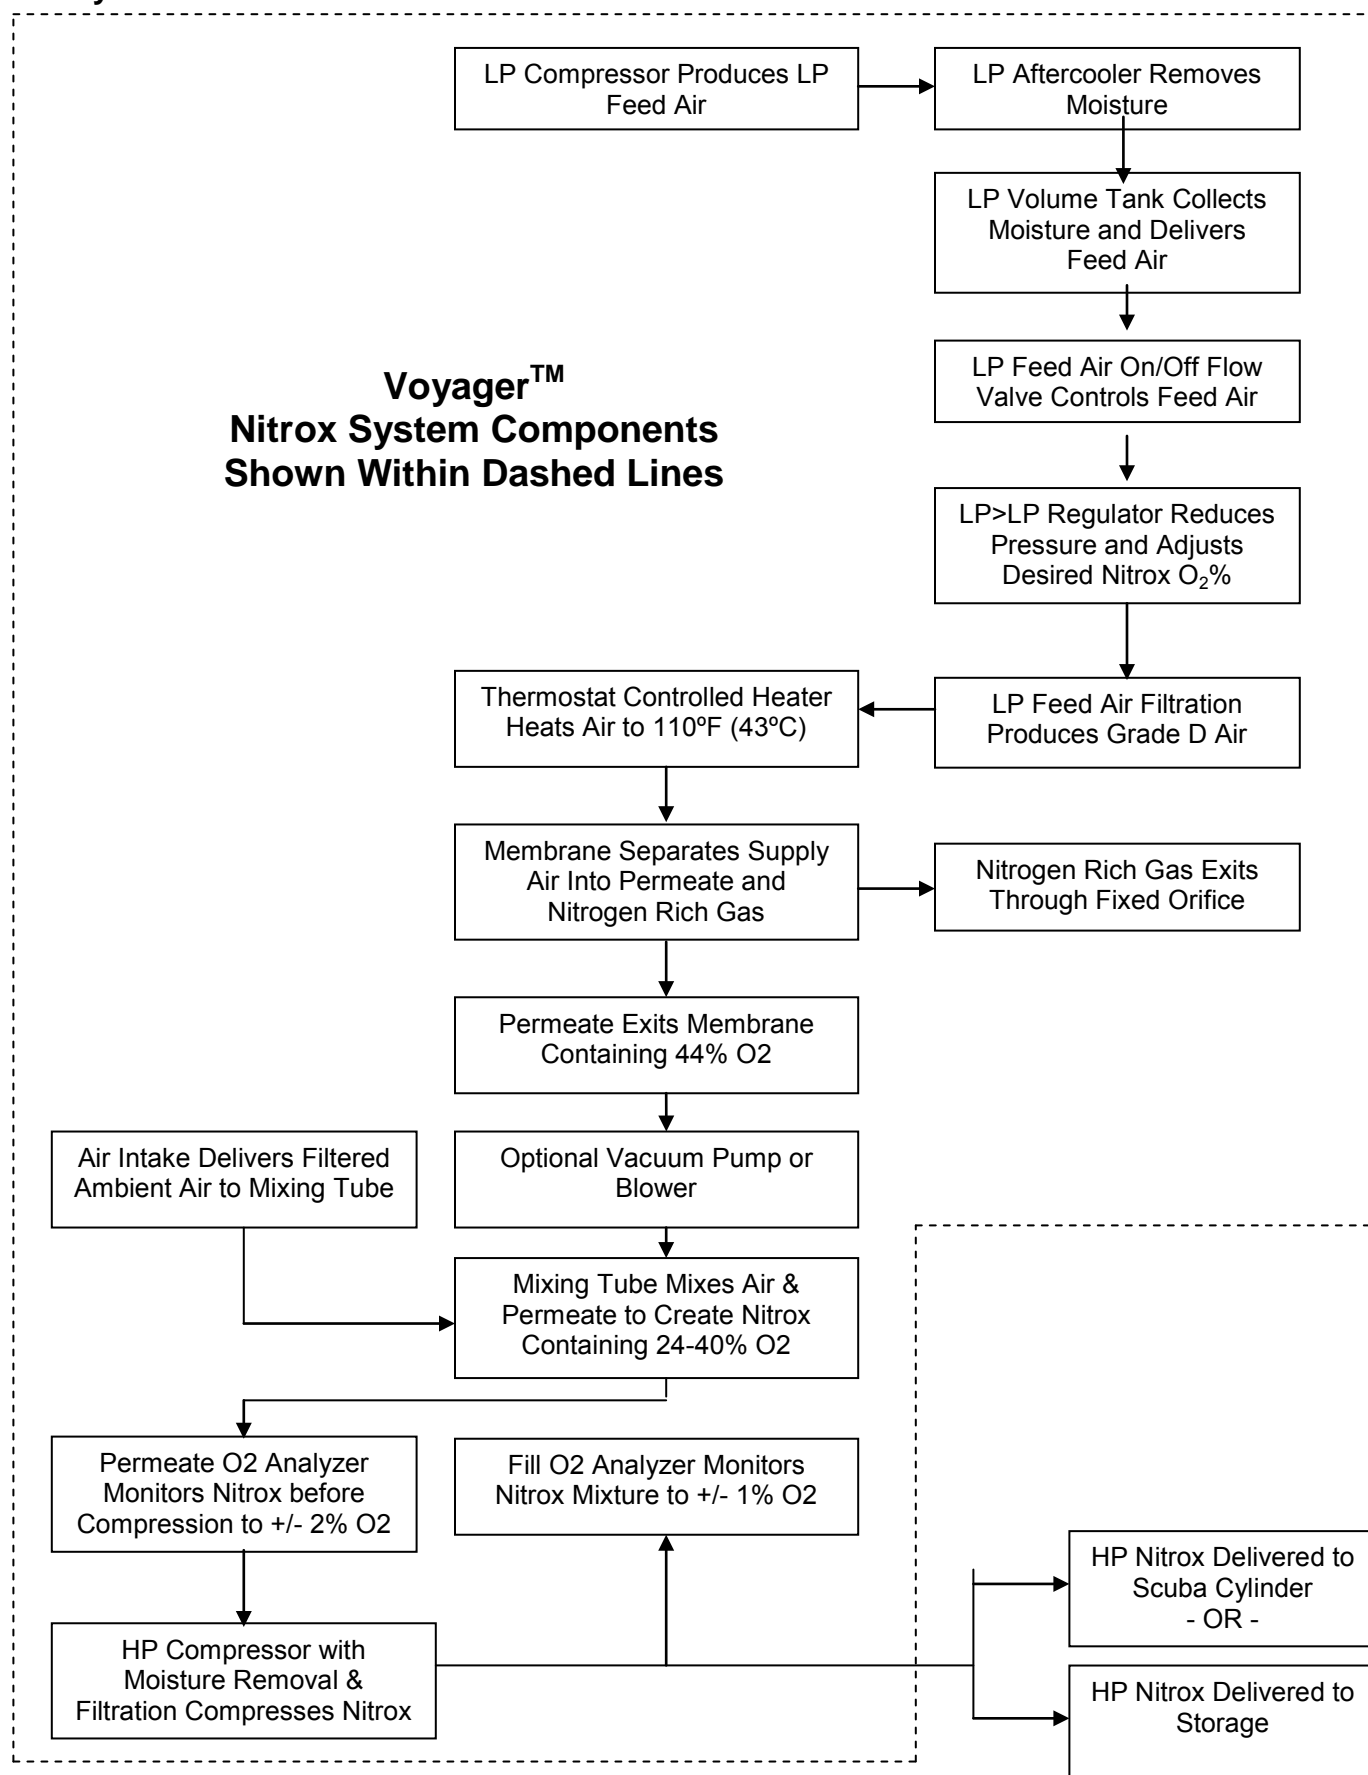 LP Compressor Produces LP
Feed Air
LP Aftercooler Removes
Moisture
LP Volume Tank Collects
Moisture and Delivers
Feed Air
LP Feed Air On/Off Flow
Valve Controls Feed Air
Voyager™
Nitrox System Components
Shown Within Dashed Lines
LP>LP Regulator Reduces
Pressure and Adjusts
Desired Nitrox O₂%
LP Feed Air Filtration
Produces Grade D Air
Thermostat Controlled Heater
Heats Air to 110ºF (43ºC)
Membrane Separates Supply
Air Into Permeate and
Nitrogen Rich Gas
Nitrogen Rich Gas Exits
Through Fixed Orifice
Permeate Exits Membrane
Containing 44% O2
Air Intake Delivers Filtered
Ambient Air to Mixing Tube
Optional Vacuum Pump or
Blower
Mixing Tube Mixes Air &
Permeate to Create Nitrox
Containing 24-40% O2
Permeate O2 Analyzer
Monitors Nitrox before
Compression to +/- 2% O2
Fill O2 Analyzer Monitors
Nitrox Mixture to +/- 1% O2
HP Compressor with
Moisture Removal &
Filtration Compresses Nitrox
HP Nitrox Delivered to
Scuba Cylinder
- OR -
HP Nitrox Delivered to
Storage